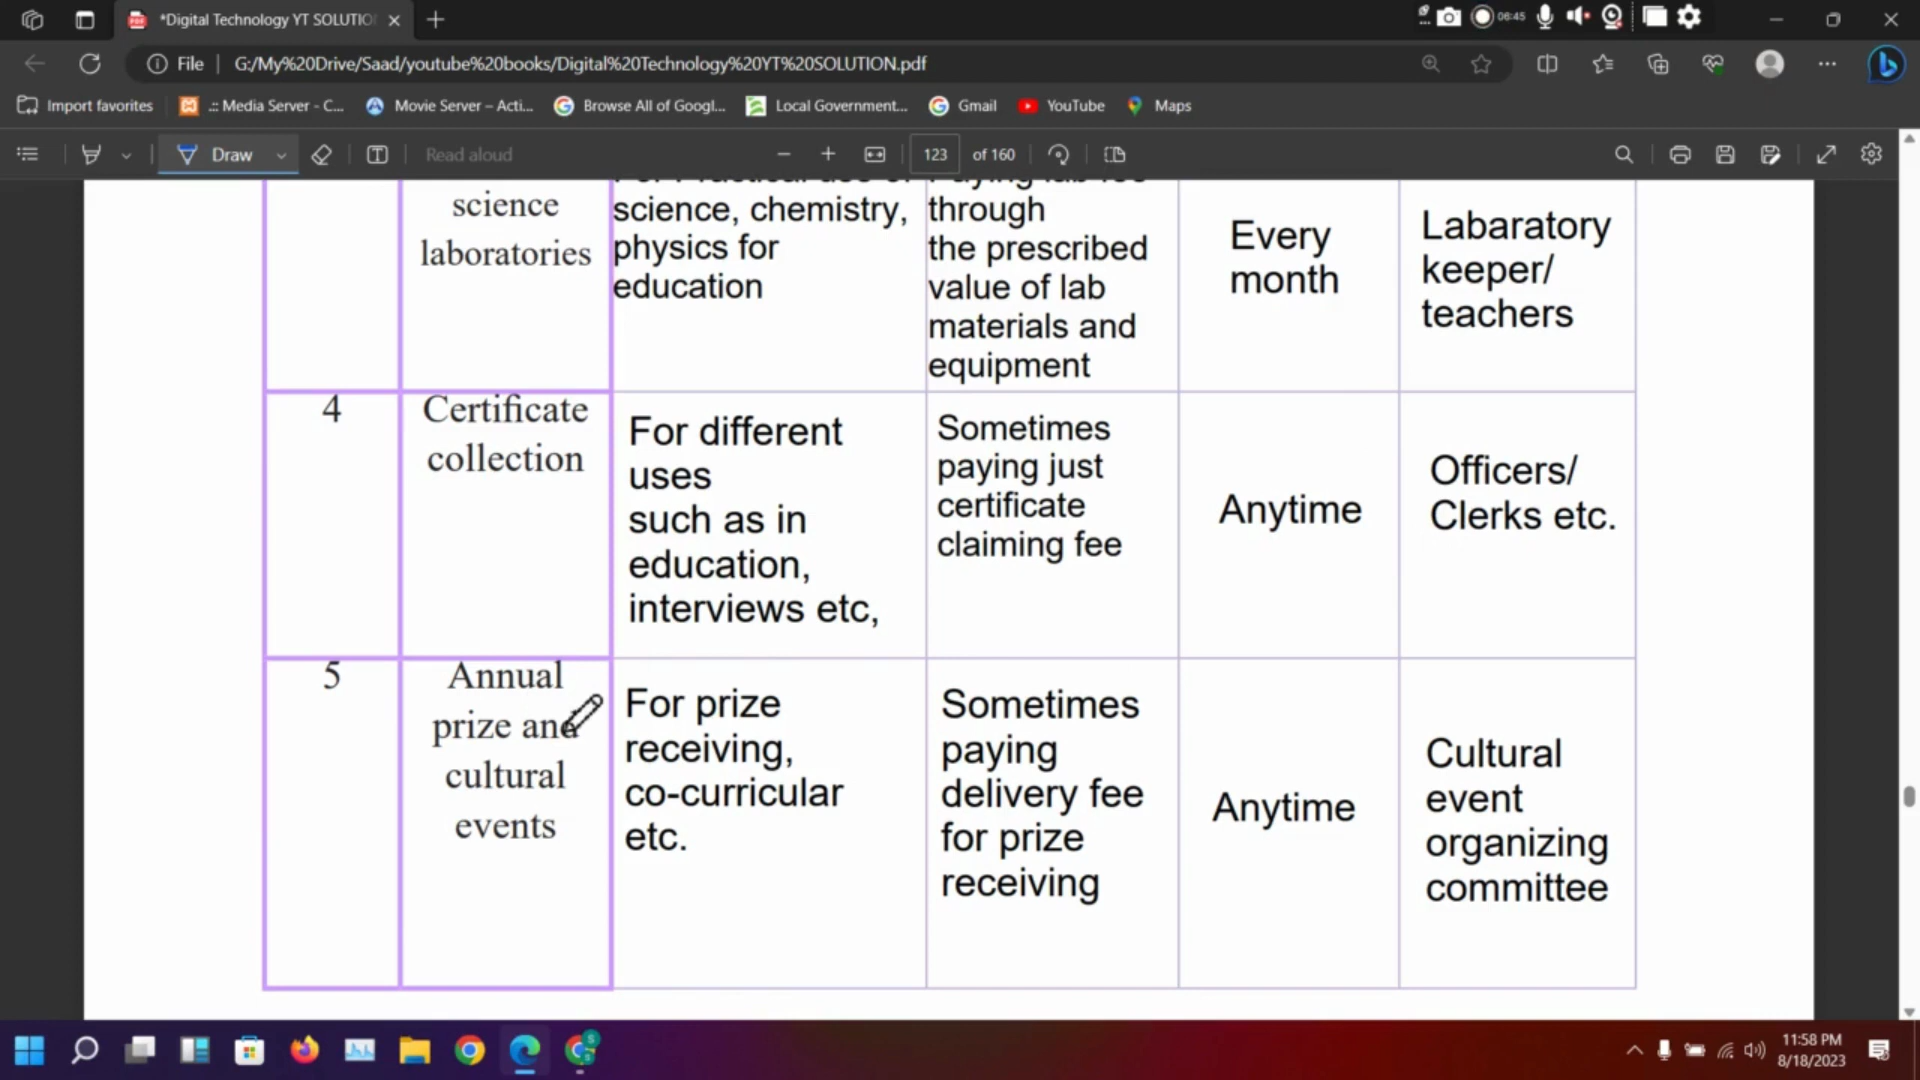 *Digital Technology YT SOLUTIO
06:45
File
G:/My%20Drive/Saad/youtube%20books/Digital%20Technology%20YT%20SOLUTION.pdf
Import favorites
.:: Media Server - C...
Movie Server – Acti...
Browse All of Googl...
Local Government...
Gmail
YouTube
Maps
Draw
Read aloud
123 of 160
science
laboratories
science, chemistry,
physics for
education
through
the prescribed
value of lab
materials and
equipment
Every
month
Labaratory
keeper/
teachers
4
Certificate
collection
For different
uses
such as in
education,
interviews etc,
Sometimes
paying just
certificate
claiming fee
Anytime
Officers/
Clerks etc.
5
Annual
prize and
cultural
events
For prize
receiving,
co-curricular
etc.
Sometimes
paying
delivery fee
for prize
receiving
Anytime
Cultural
event
organizing
committee
11:58 PM
8/18/2023